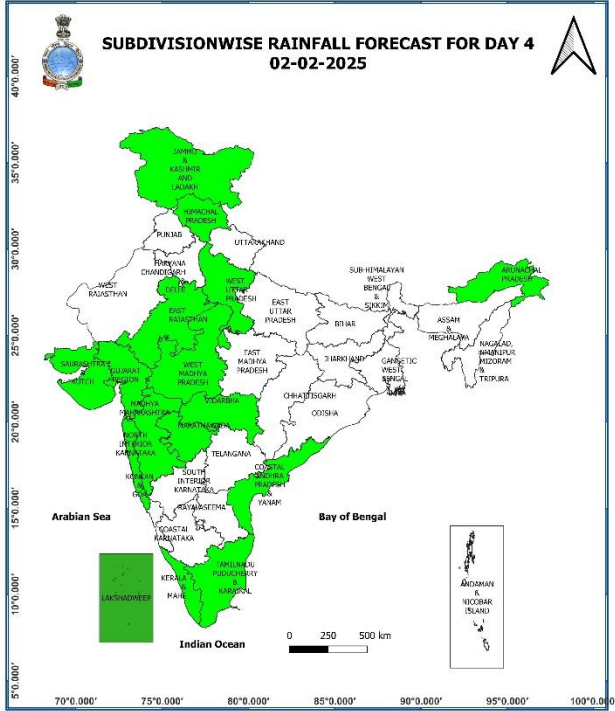 SUBDIVISIONWISE RAINFALL FORECAST FOR DAY 4
02-02-2025
JAMMU
&
KASHMIR
AND
LADAKH
HIMACHAL
PRADESH
PUNJAB
UTTARAKHAND
HARYANA
CHANDIGARH
DELHI
WEST
RAJASTHAN
WEST
UTTAR
PRADESH
EAST
RAJASTHAN
EAST
UTTAR
PRADESH
SUB-HIMALAYAN
WEST
BENGAL
&
SIKKIM
ARUNACHAL
PRADESH
ASSAM
&
MEGHALAYA
NAGALAD,
MANIPUR
MIZORAM
&
TRIPURA
BIHAR
JHARKHAND
GANGETIC
WEST
BENGAL
SAURASHTRA
&
KUTCH
GUJARAT
REGION
WEST
MADHYA
PRADESH
EAST
MADHYA
PRADESH
CHHATTISGARH
ODISHA
MADHYA
MAHARASHTRA
VIDARBHA
MARATHWADA
NORTH
INTERIOR
KARNATAKA
TELANGANA
KONKAN
&
GOA
SOUTH
INTERIOR
KARNATAKA
COASTAL
ANDHRA
PRADESH
&
YANAM
RAYALASEEMA
COASTAL
KARNATAKA
KERALA
&
MAHE
TAMILNADU
PUDUCHERRY
&
KARAIKAL
LAKSHADWEEP
ANDAMAN
&
NICOBAR
ISLAND
Arabian Sea
Bay of Bengal
Indian Ocean
0 250 500 km
40°0.000'
35°0.000'
30°0.000'
25°0.000'
20°0.000'
15°0.000'
10°0.000'
5°0.000'
70°0.000' 75°0.000' 80°0.000' 85°0.000' 90°0.000' 95°0.000' 100°0.000'